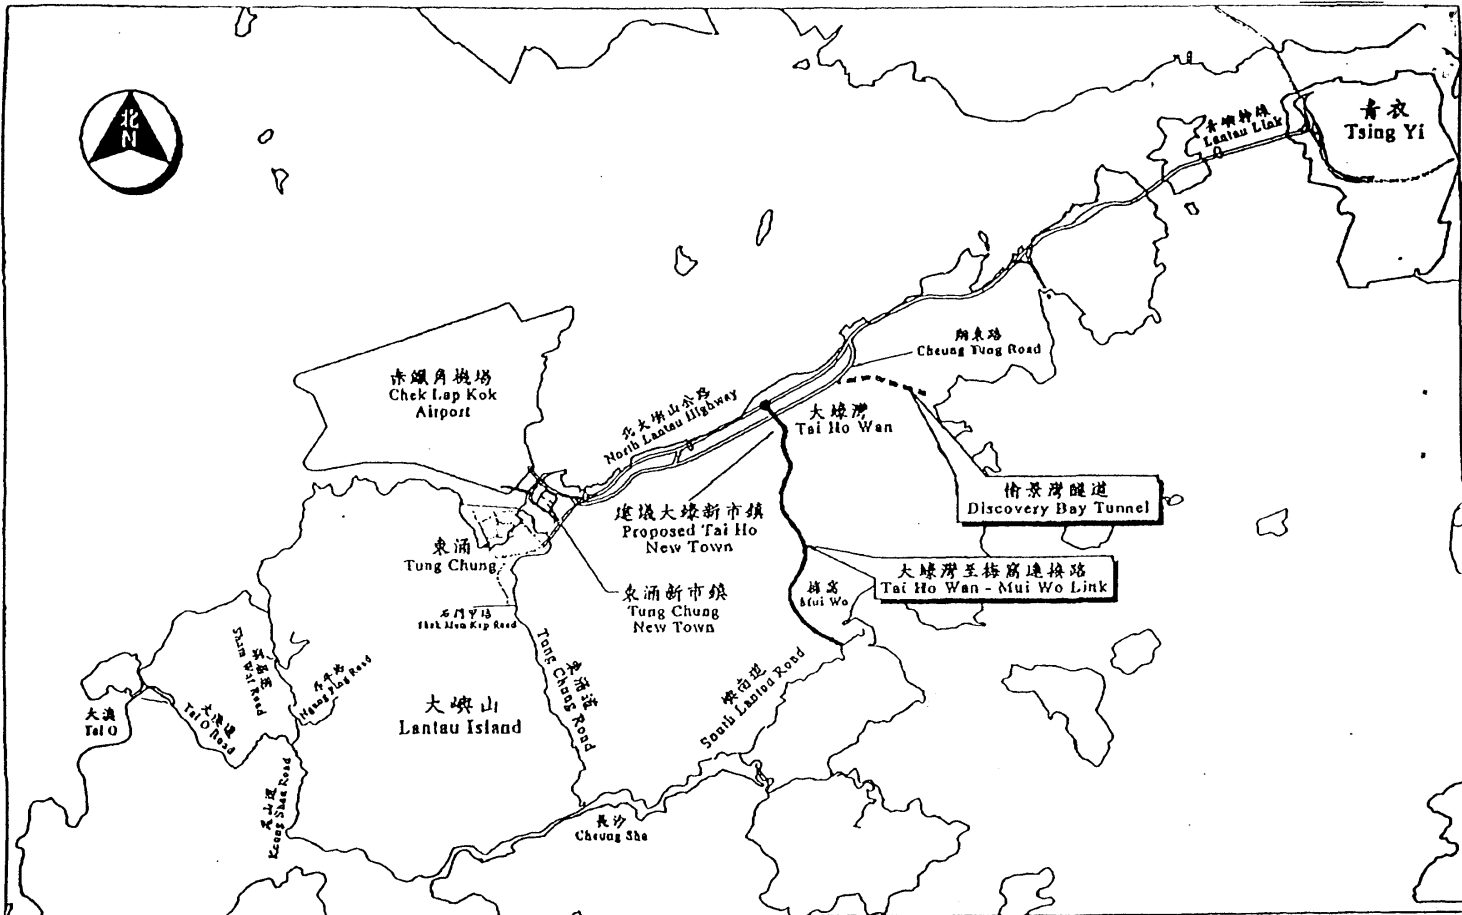 北
N
青衣
Tsing Yi
青嶼幹線
Lantau Link
翔東路
Cheung Tung Road
赤鱲角機場
Chek Lap Kok
Airport
北大嶼山公路
North Lantau Highway
大蠔灣
Tai Ho Wan
愉景灣隧道
Discovery Bay Tunnel
建議大蠔新市鎮
Proposed Tai Ho
New Town
東涌
Tung Chung
大蠔灣至梅窩連接路
Tai Ho Wan - Mui Wo Link
梅窩
Mui Wo
東涌新市鎮
Tung Chung
New Town
石門甲路
Shek Mun Kap Road
深屈道
Sham Wat Road
昂平路
Ngong Ping Road
東涌道
Tung Chung Road
嶼南道
South Lantau Road
大嶼山
Lantau Island
大澳
Tai O
大澳道
Tai O Road
羗山道
Keung Shan Road
長沙
Cheung Sha